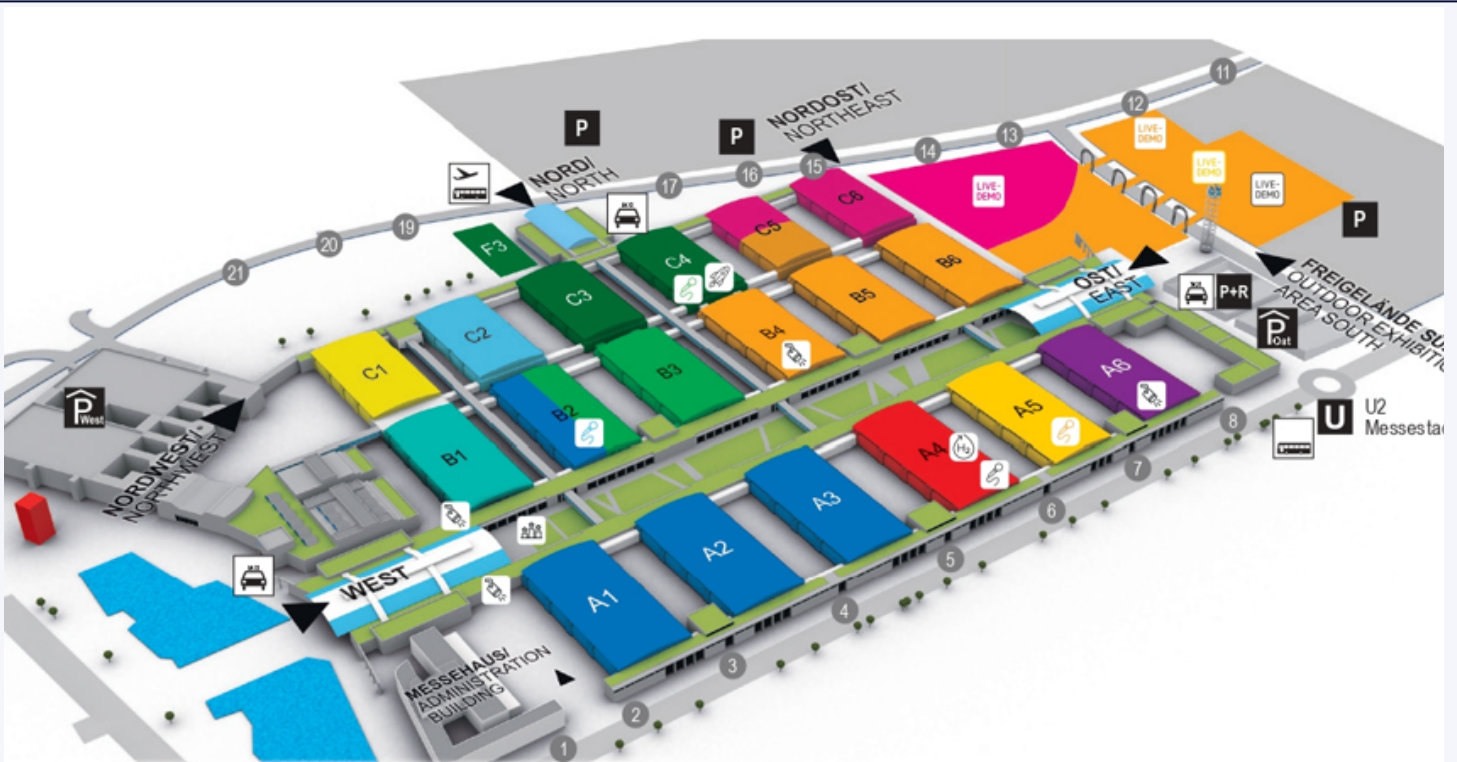 11
12
13
14
15
16
17
19
20
21
P
P
NORDOST/
NORTHEAST
NORD/
NORTH
TAXI
LIVE-
DEMO
LIVE-
DEMO
LIVE-
DEMO
LIVE-
DEMO
P
F3
C6
C5
C4
C3
C2
C1
B6
B5
B4
B3
B2
B1
OST/
EAST
TAXI
P+R
P
Ost
FREIGELÄNDE SÜ
OUTDOOR EXHIBITIO
AREA SOUTH
P
West
NORDWEST/
NORTHWEST
A6
A5
A4
H2
A3
A2
A1
U
U2
Messestad
TAXI
WEST
MESSEHAUS/
ADMINISTRATION
BUILDING
8
7
6
5
4
3
2
1